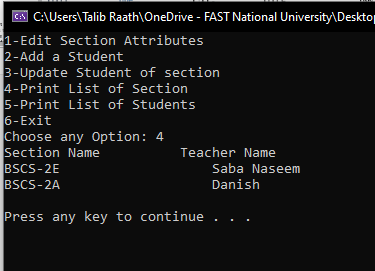 C:\Users\Talib Raath\OneDrive - FAST National University\Deskto
1-Edit Section Attributes
2-Add a Student
3-Update Student of section
4-Print List of Section
5-Print List of Students
6-Exit
Choose any Option: 4
Section Name Teacher Name
BSCS-2E Saba Naseem
BSCS-2A Danish
Press any key to continue . . .